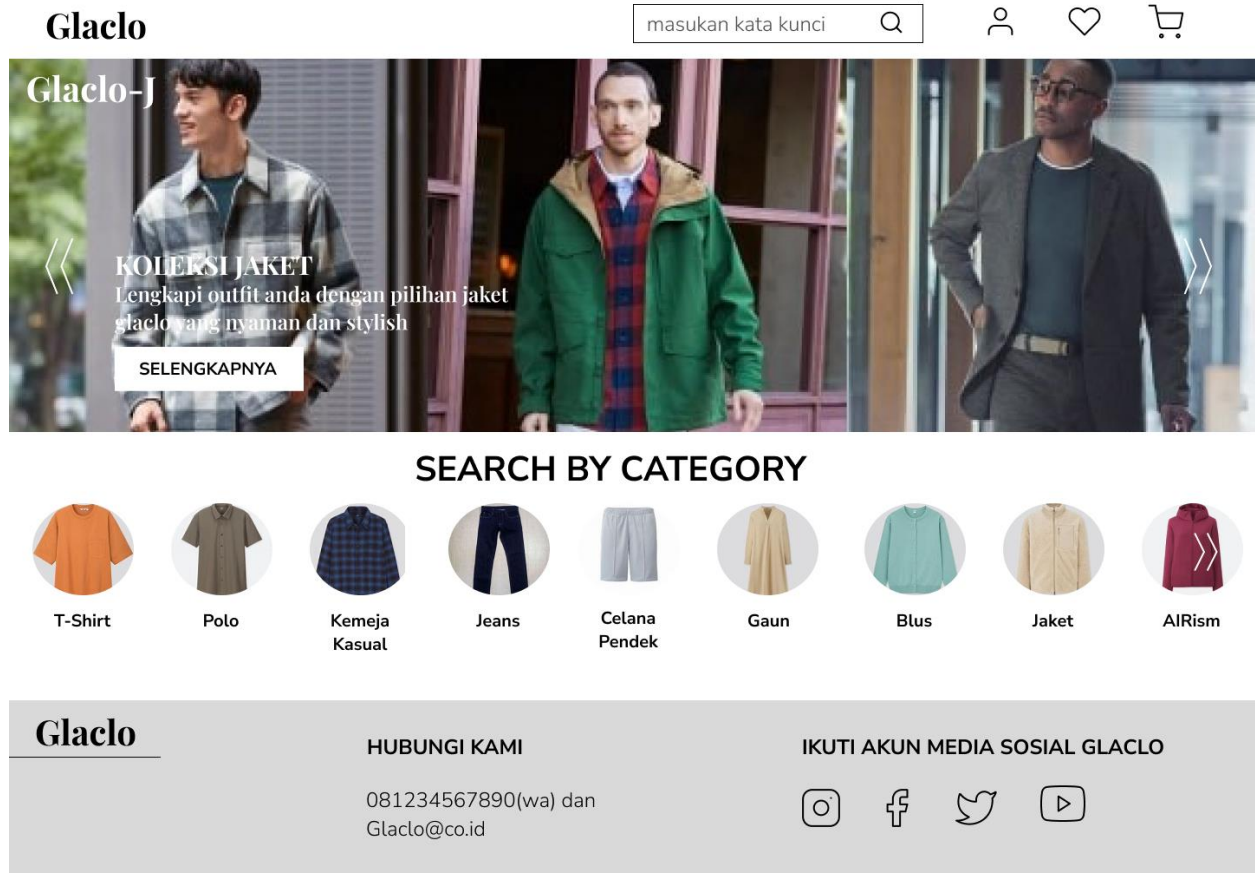 Glaclo
masukan kata kunci
Glaclo-J
KOLEKSI JAKET
Lengkapi outfit anda dengan pilihan jaket
glaclo yang nyaman dan stylish
SELENGKAPNYA
SEARCH BY CATEGORY
T-Shirt
Polo
Kemeja
Kasual
Jeans
Celana
Pendek
Gaun
Blus
Jaket
AIRism
Glaclo
HUBUNGI KAMI
081234567890(wa) dan
Glaclo@co.id
IKUTI AKUN MEDIA SOSIAL GLACLO